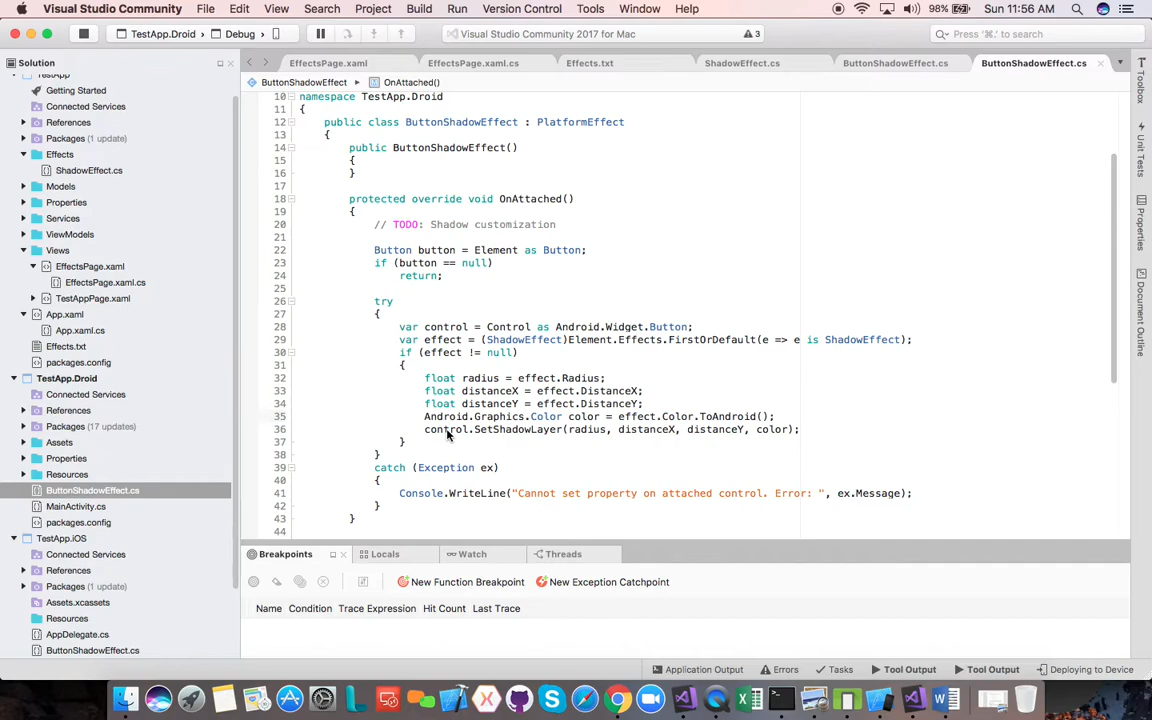 Visual Studio Community File Edit View Search Project Build Run Version Control Tools Window Help 98% Sun 11:56 AM
TestApp.Droid > Debug > Visual Studio Community 2017 for Mac 3 Press '⌘.' to search
Solution
EffectsPage.xaml EffectsPage.xaml.cs Effects.txt ShadowEffect.cs ButtonShadowEffect.cs ButtonShadowEffect.cs
ButtonShadowEffect OnAttached()
TestApp
Getting Started
Connected Services
References
Packages (1 update)
Effects
ShadowEffect.cs
Models
Properties
Services
ViewModels
Views
EffectsPage.xaml
EffectsPage.xaml.cs
TestAppPage.xaml
App.xaml
App.xaml.cs
Effects.txt
packages.config
TestApp.Droid
Connected Services
References
Packages (17 updates)
Assets
Properties
Resources
ButtonShadowEffect.cs
MainActivity.cs
packages.config
TestApp.iOS
Connected Services
References
Packages (1 update)
Assets.xcassets
Resources
AppDelegate.cs
ButtonShadowEffect.cs
10 namespace TestApp.Droid
11 {
12 public class ButtonShadowEffect : PlatformEffect
13 {
14 public ButtonShadowEffect()
15 {
16 }
17
18 protected override void OnAttached()
19 {
20 // TODO: Shadow customization
21
22 Button button = Element as Button;
23 if (button == null)
24 return;
25
26 try
27 {
28 var control = Control as Android.Widget.Button;
29 var effect = (ShadowEffect)Element.Effects.FirstOrDefault(e => e is ShadowEffect);
30 if (effect != null)
31 {
32 float radius = effect.Radius;
33 float distanceX = effect.DistanceX;
34 float distanceY = effect.DistanceY;
35 Android.Graphics.Color color = effect.Color.ToAndroid();
36 control.SetShadowLayer(radius, distanceX, distanceY, color);
37 }
38 }
39 catch (Exception ex)
40 {
41 Console.WriteLine("Cannot set property on attached control. Error: ", ex.Message);
42 }
43 }
44
Toolbox
Unit Tests
Properties
Document Outline
Breakpoints Locals Watch Threads
New Function Breakpoint New Exception Catchpoint
Name Condition Trace Expression Hit Count Last Trace
Application Output Errors Tasks Tool Output Tool Output Deploying to Device